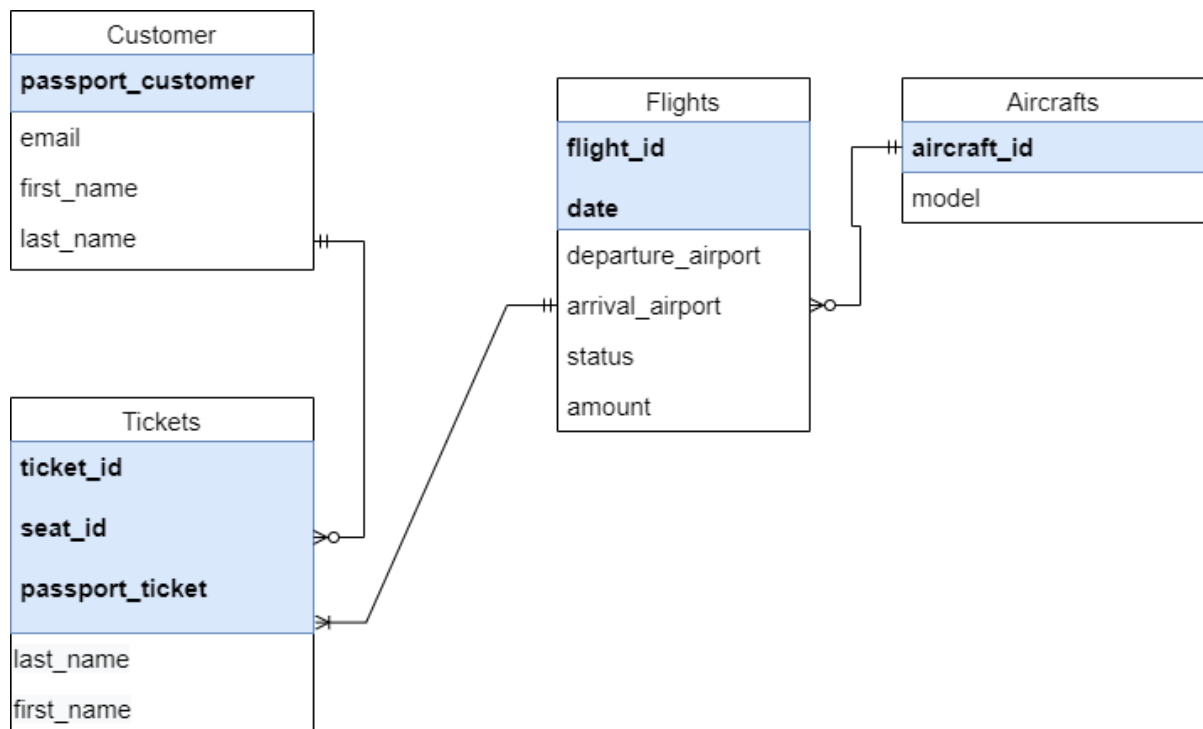 Customer
passport_customer
email
first_name
last_name
Tickets
ticket_id
seat_id
passport_ticket
last_name
first_name
Flights
flight_id
date
departure_airport
arrival_airport
status
amount
Aircrafts
aircraft_id
model